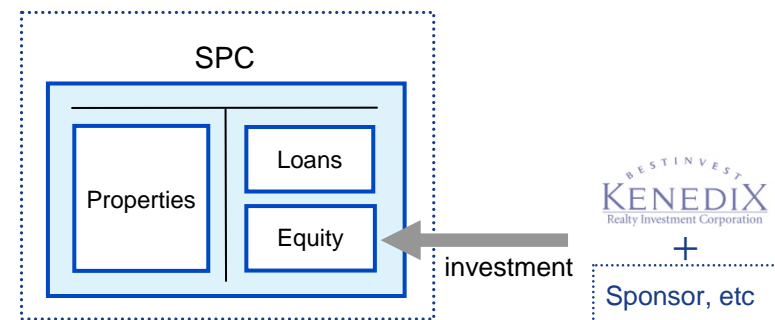 SPC
Properties
Loans
Equity
investment
BESTINVEST
KENEDIX
Realty Investment Corporation
+
Sponsor, etc